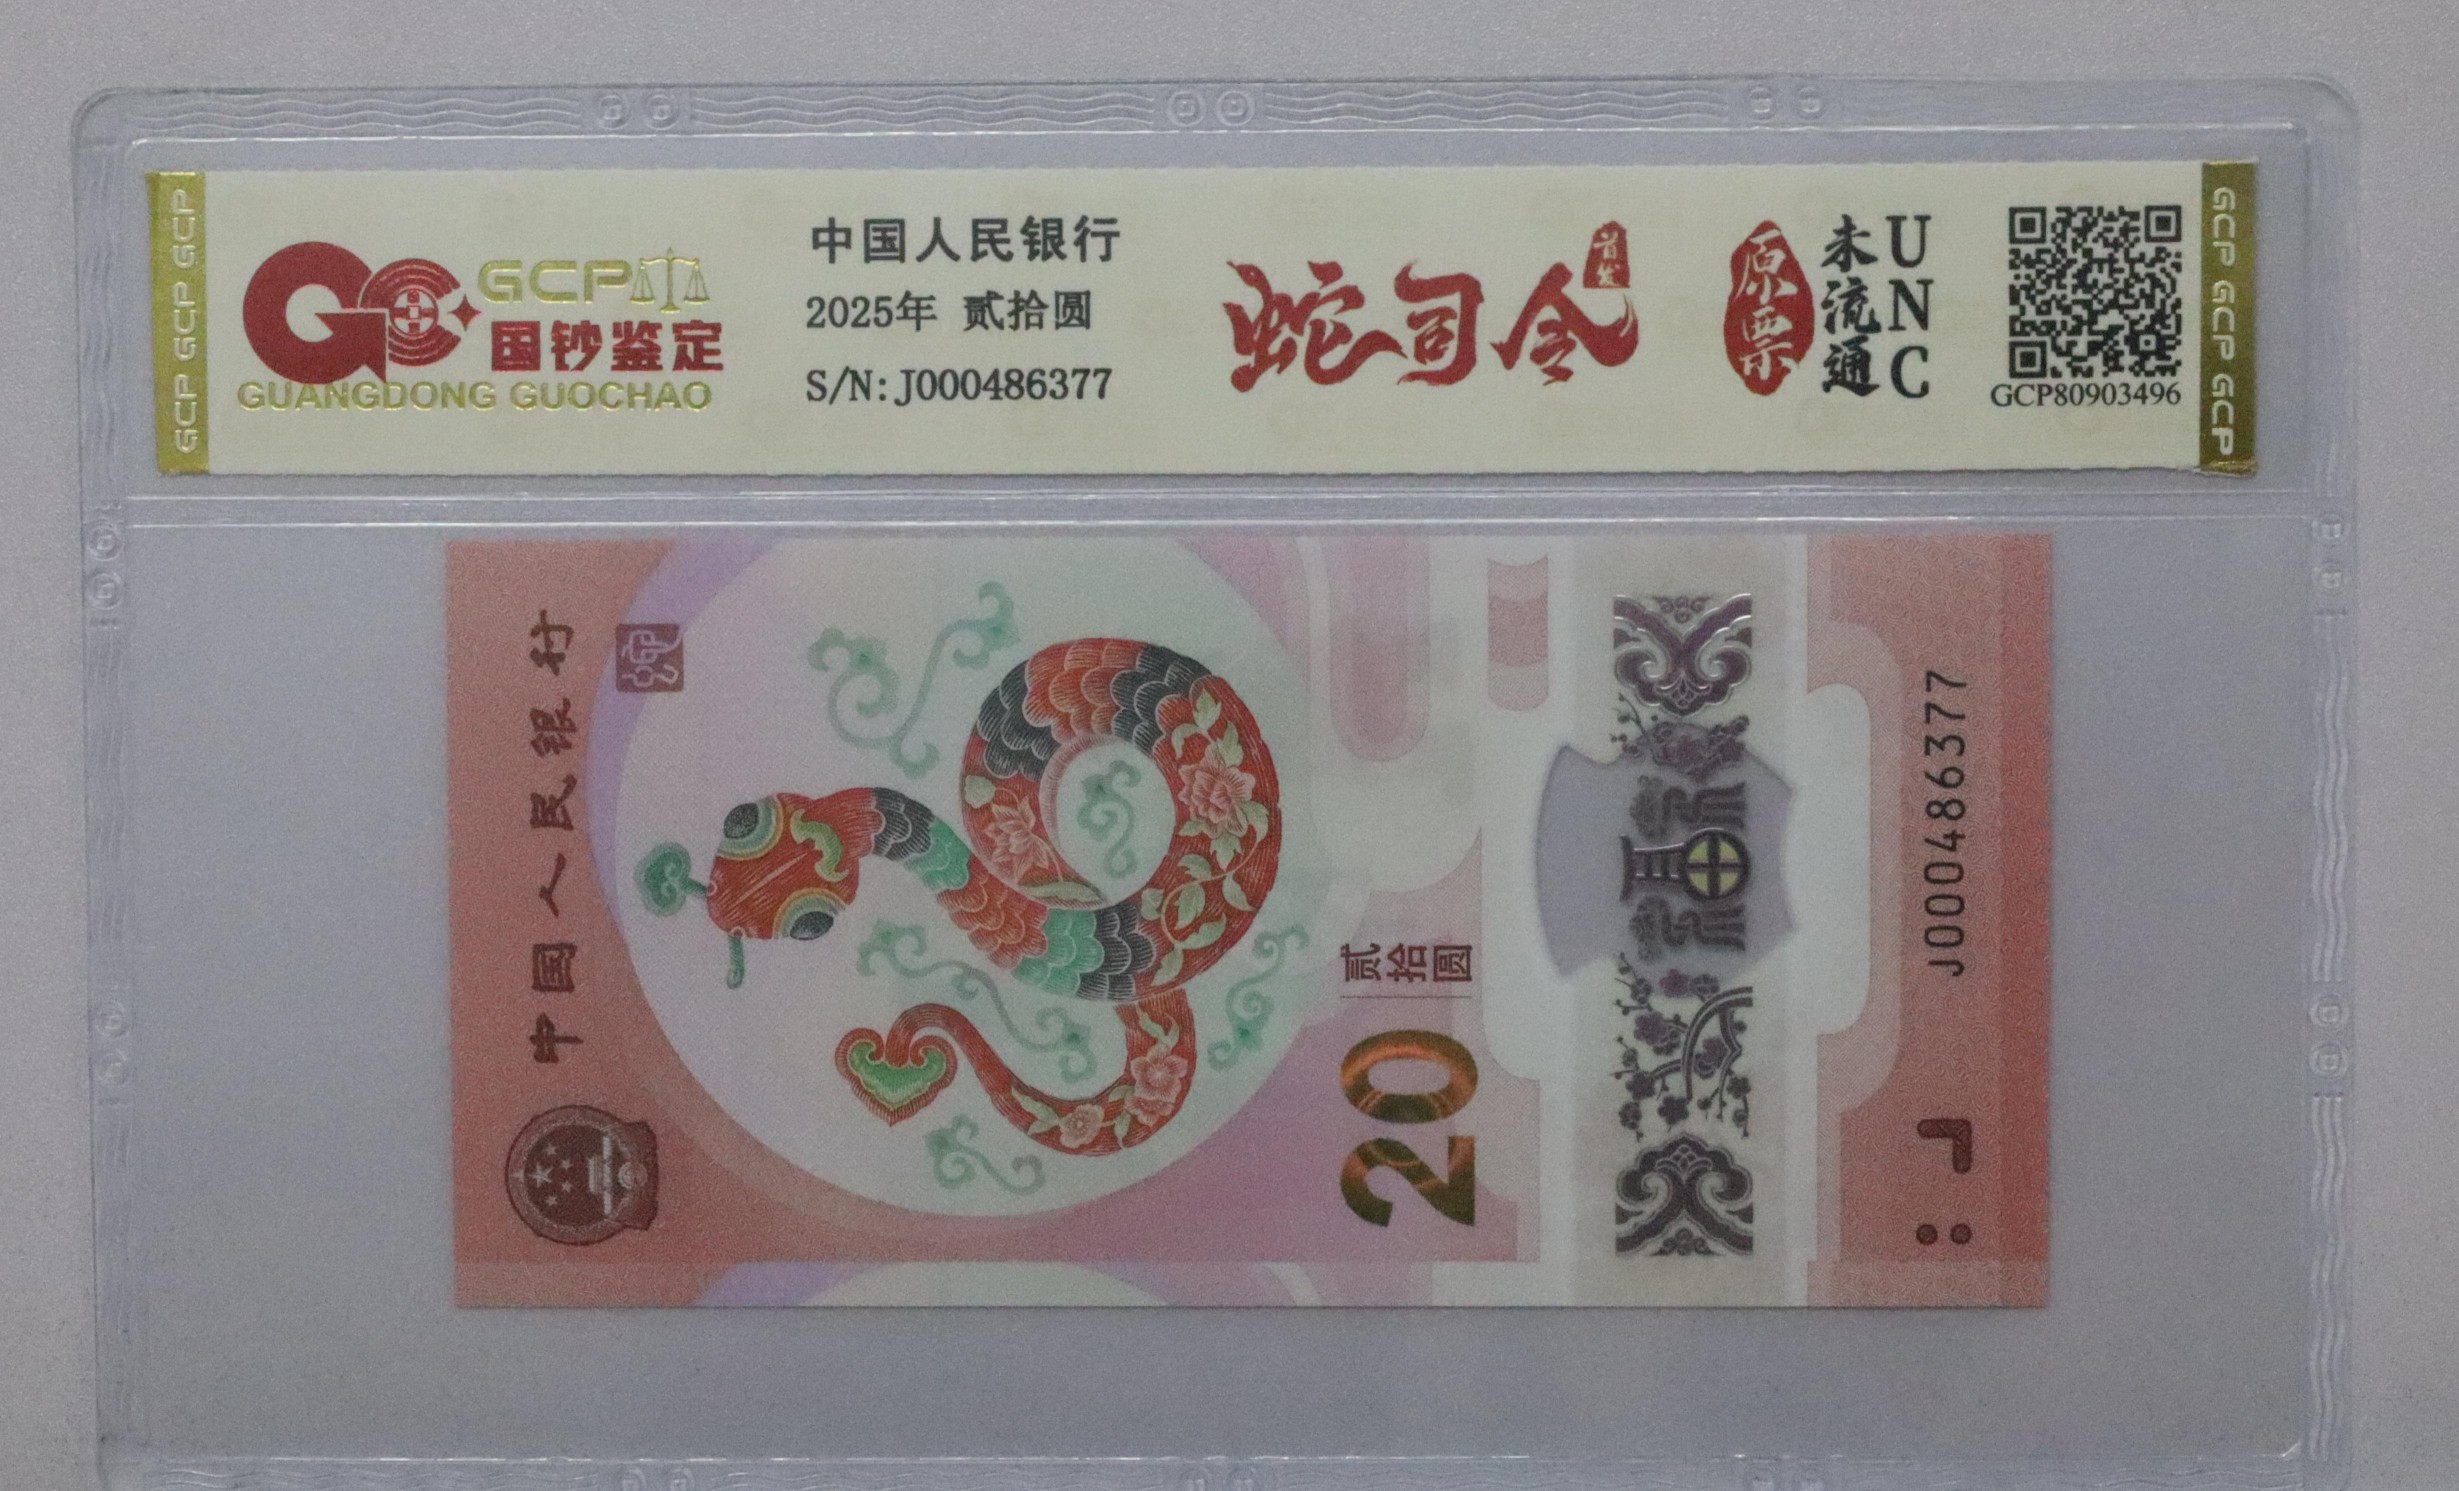 GCP GCP GCP
GCP
国钞鉴定
GUANGDONG GUOCHAO
中国人民银行
2025年 贰拾圆
S/N: J000486377
蛇司令
首发
原票
未流通
UNC
GCP80903496
GCP GCP GCP
中国人民银行
20
贰拾圆
福
J000486377